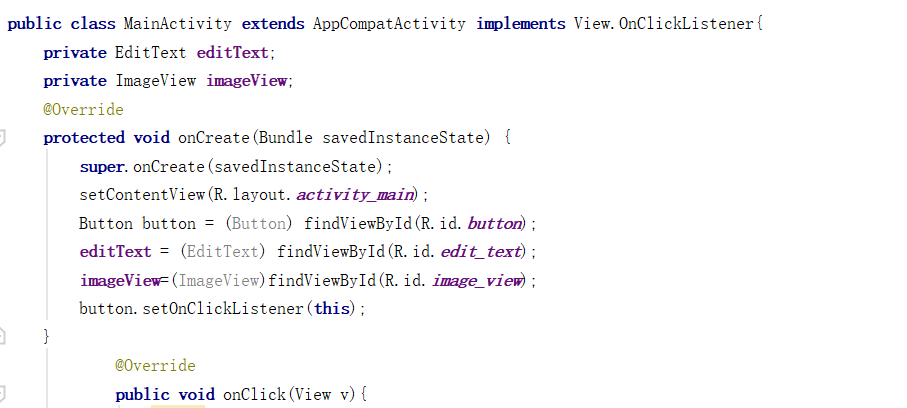 public class MainActivity extends AppCompatActivity implements View.OnClickListener{
    private EditText editText;
    private ImageView imageView;
    @Override
    protected void onCreate(Bundle savedInstanceState) {
        super.onCreate(savedInstanceState);
        setContentView(R.layout.activity_main);
        Button button = (Button) findViewById(R.id.button);
        editText = (EditText) findViewById(R.id.edit_text);
        imageView=(ImageView)findViewById(R.id.image_view);
        button.setOnClickListener(this);
    }
            @Override
            public void onClick(View v){